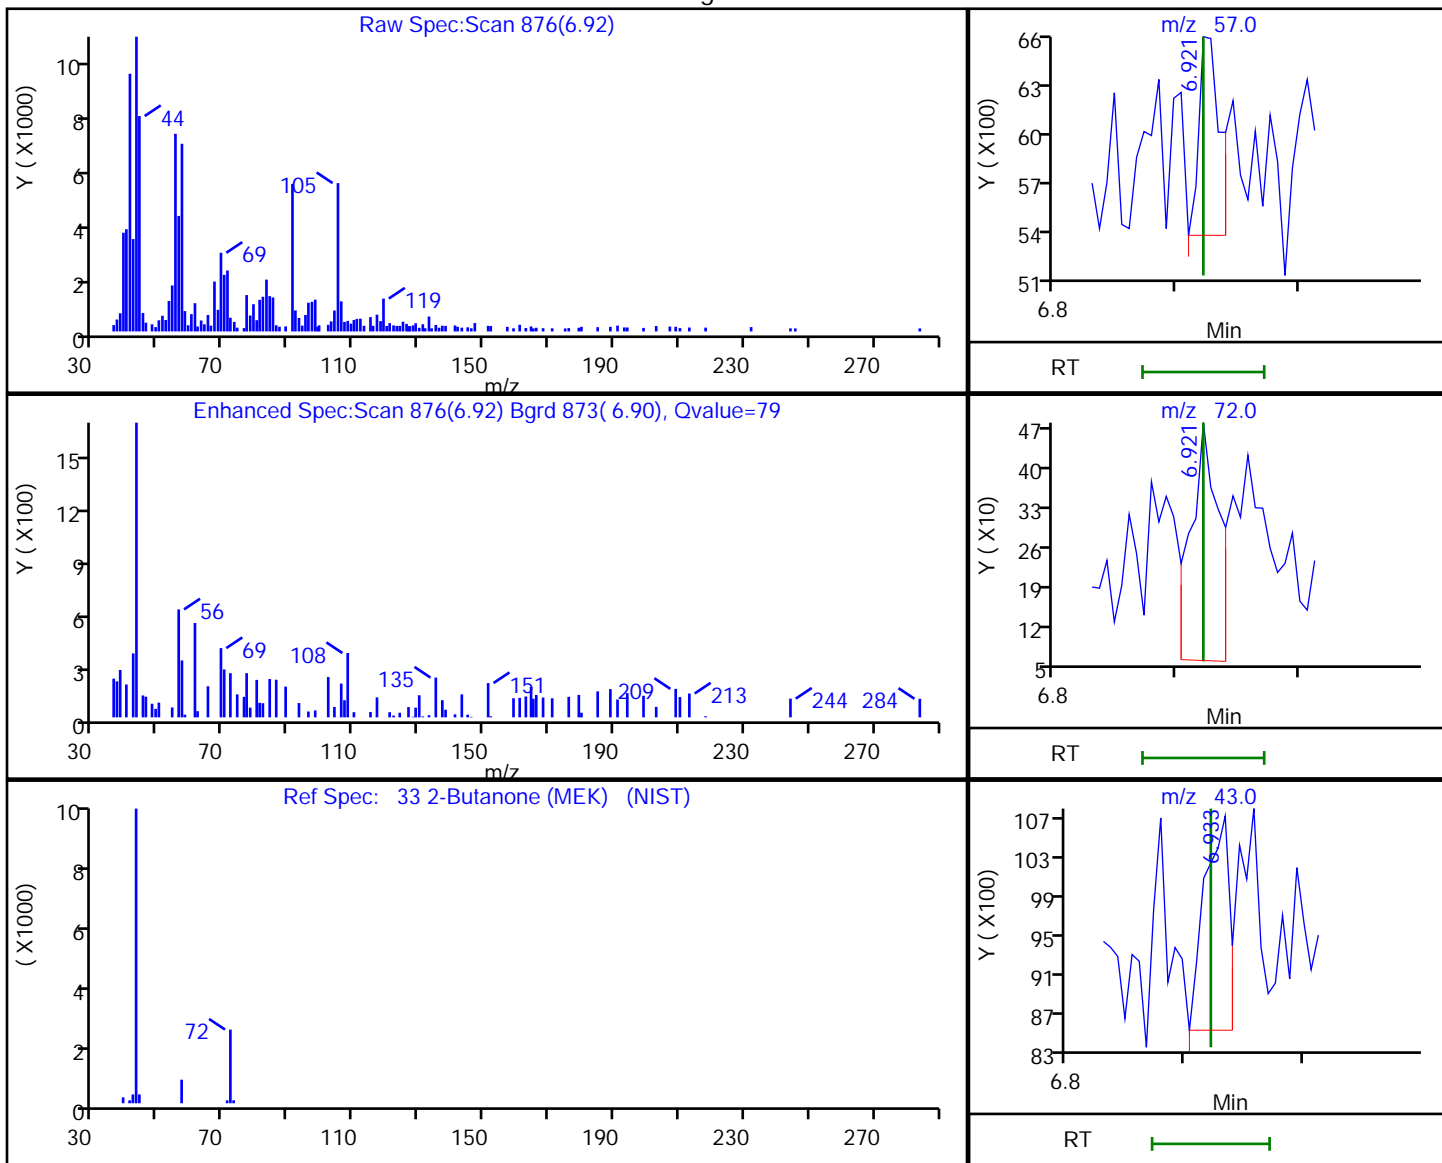 Raw Spec:Scan 876(6.92)
Y ( X1000)
10
8
6
4
2
0
44
105
69
119
30 70 110 150 190 230 270
m/z
m/z 57.0
Y ( X100)
66
63
60
57
54
51
6.921
6.8
Min
RT
Enhanced Spec:Scan 876(6.92) Bgrd 873( 6.90), Qvalue=79
Y ( X100)
15
12
9
6
3
0
56
69
108
135
151
209
213
244
284
30 70 110 150 190 230 270
m/z
m/z 72.0
Y ( X10)
47
40
33
26
19
12
5
6.921
6.8
Min
RT
Ref Spec: 33 2-Butanone (MEK) (NIST)
( X1000)
10
8
6
4
2
0
72
30 70 110 150 190 230 270
m/z 43.0
Y ( X100)
107
103
99
95
91
87
83
6.933
6.8
Min
RT